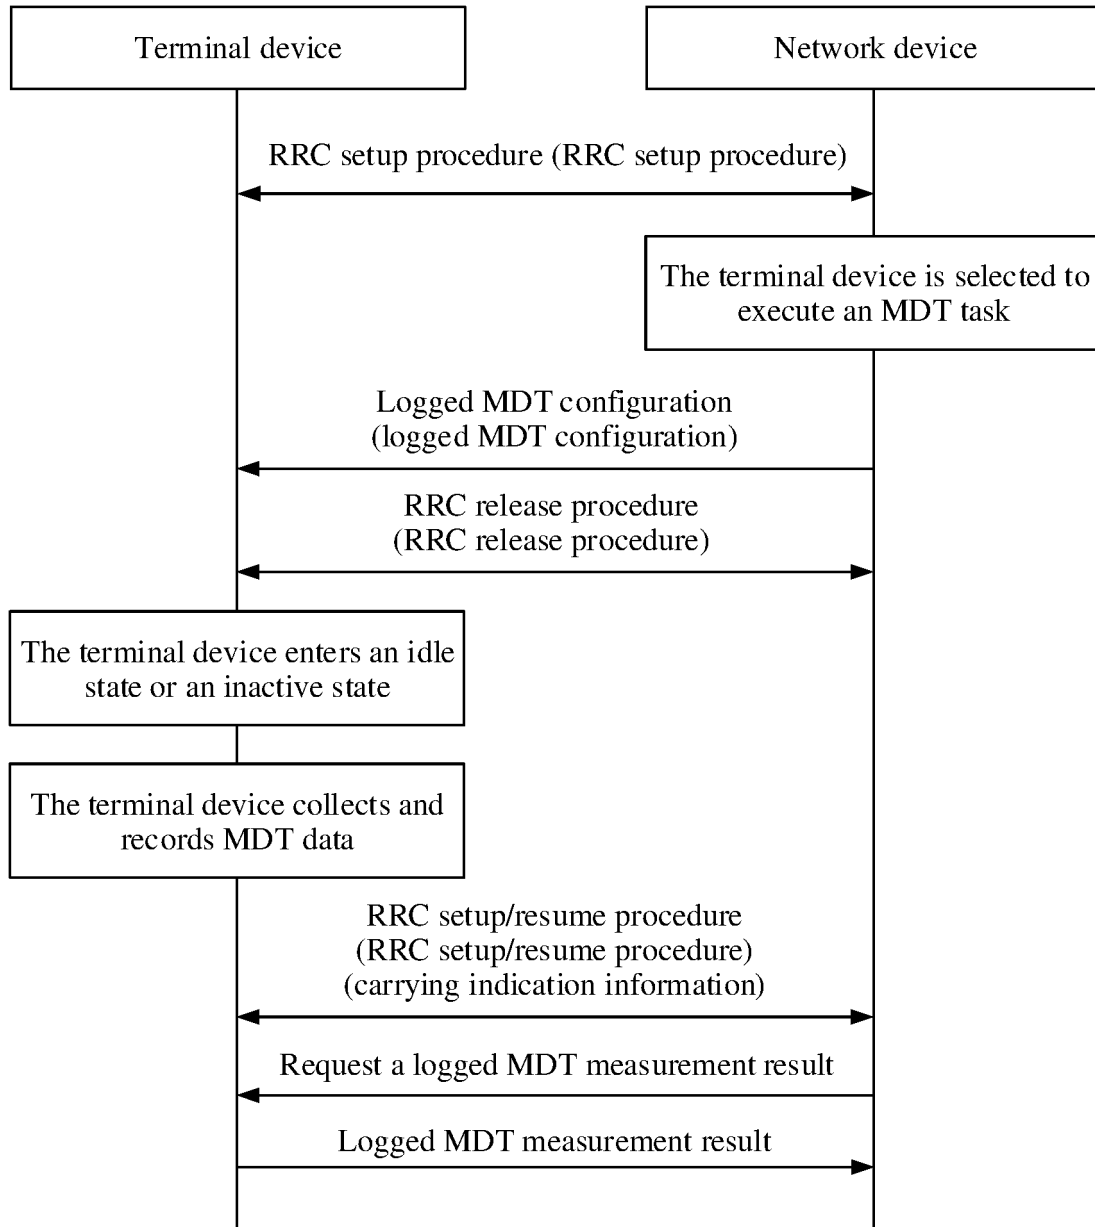 Terminal device
Network device
RRC setup procedure (RRC setup procedure)
The terminal device is selected to
execute an MDT task
Logged MDT configuration
(logged MDT configuration)
RRC release procedure
(RRC release procedure)
The terminal device enters an idle
state or an inactive state
The terminal device collects and
records MDT data
RRC setup/resume procedure
(RRC setup/resume procedure)
(carrying indication information)
Request a logged MDT measurement result
Logged MDT measurement result